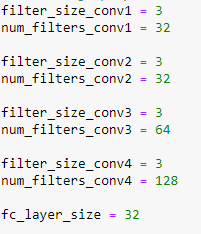 filter_size_conv1 = 3
num_filters_conv1 = 32
filter_size_conv2 = 3
num_filters_conv2 = 32
filter_size_conv3 = 3
num_filters_conv3 = 64
filter_size_conv4 = 3
num_filters_conv4 = 128
fc_layer_size = 32